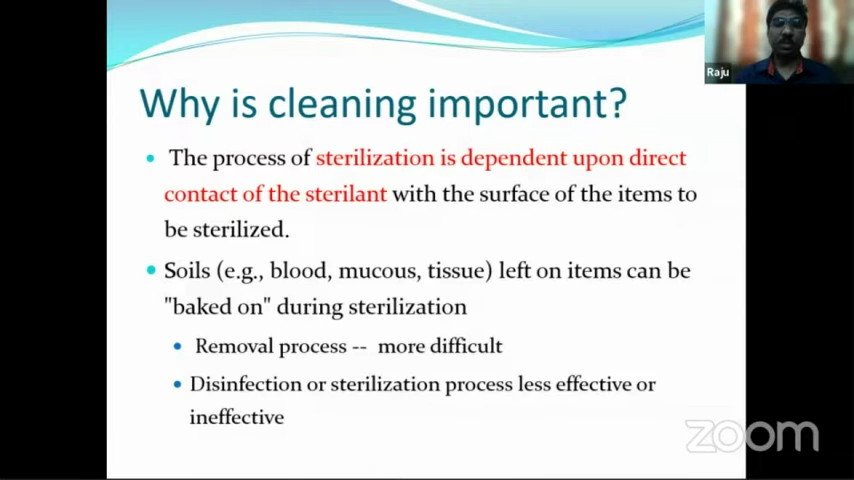 Raju
Why is cleaning important?
• The process of sterilization is dependent upon direct
contact of the sterilant with the surface of the items to
be sterilized.
• Soils (e.g., blood, mucous, tissue) left on items can be
"baked on" during sterilization
• Removal process -- more difficult
• Disinfection or sterilization process less effective or
ineffective
zoom